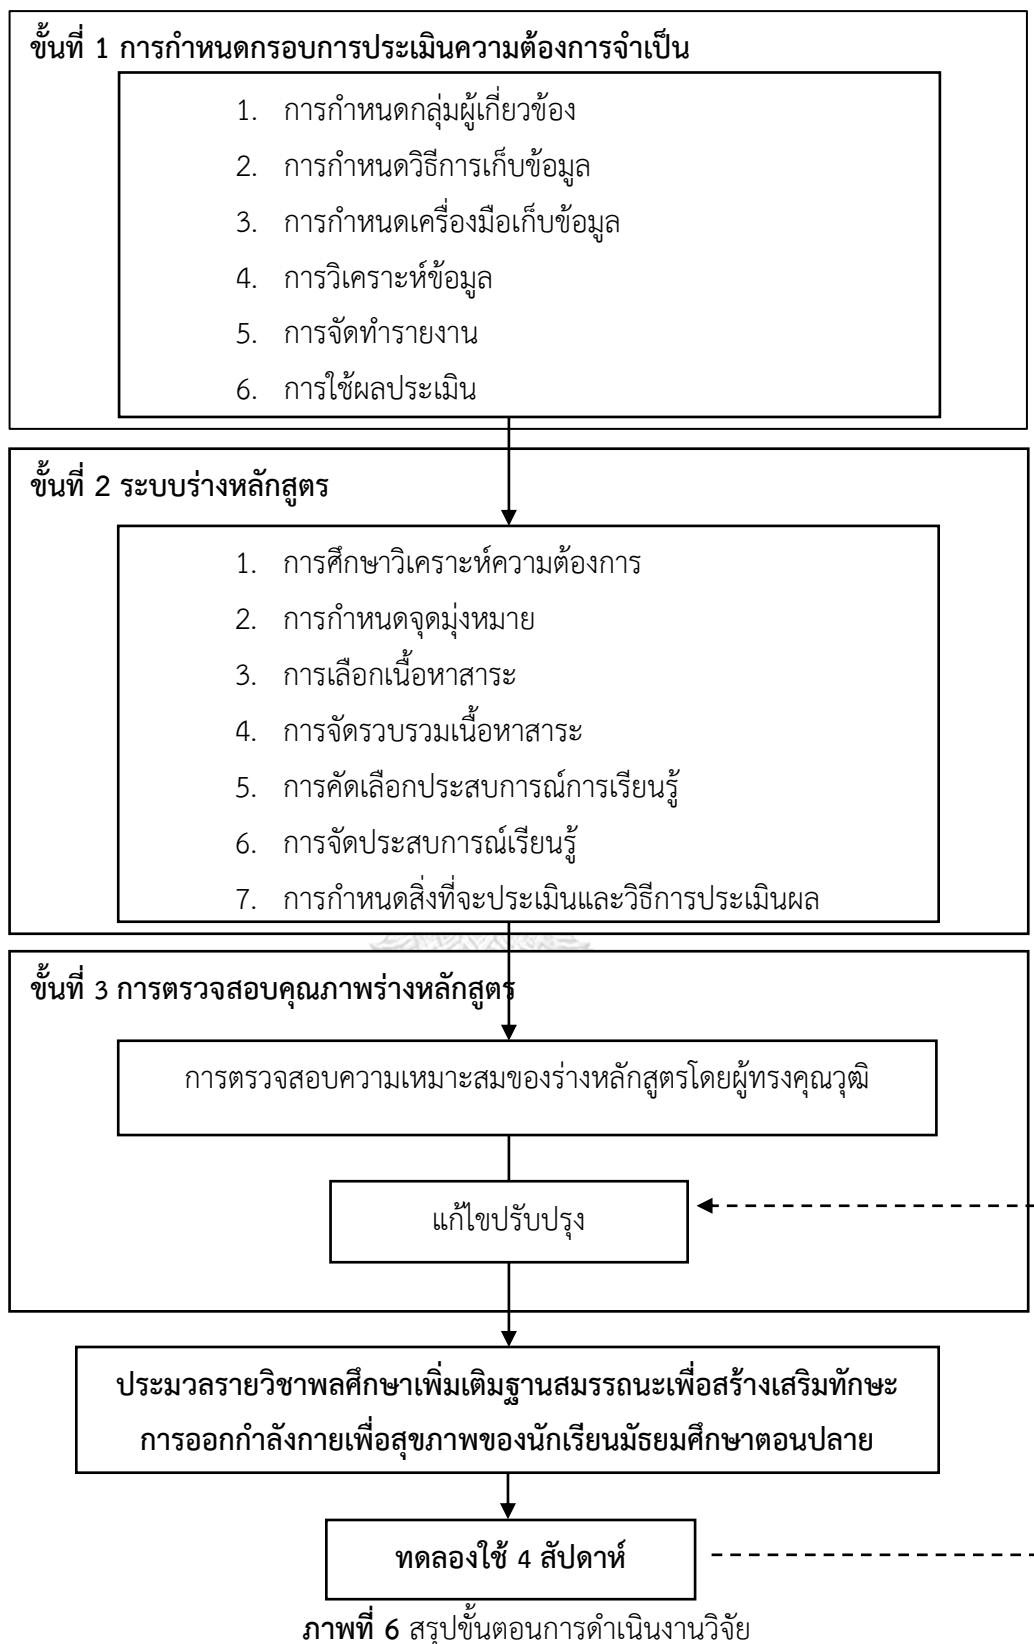 ขั้นที่ 1 การกำหนดกรอบการประเมินความต้องการจำเป็น
1. การกำหนดกลุ่มผู้เกี่ยวข้อง
2. การกำหนดวิธีการเก็บข้อมูล
3. การกำหนดเครื่องมือเก็บข้อมูล
4. การวิเคราะห์ข้อมูล
5. การจัดทำรายงาน
6. การใช้ผลประเมิน
ขั้นที่ 2 ระบบร่างหลักสูตร
1. การศึกษาวิเคราะห์ความต้องการ
2. การกำหนดจุดมุ่งหมาย
3. การเลือกเนื้อหาสาระ
4. การจัดรวบรวมเนื้อหาสาระ
5. การคัดเลือกประสบการณ์การเรียนรู้
6. การจัดประสบการณ์เรียนรู้
7. การกำหนดสิ่งที่จะประเมินและวิธีการประเมินผล
ขั้นที่ 3 การตรวจสอบคุณภาพร่างหลักสูตร
การตรวจสอบความเหมาะสมของร่างหลักสูตรโดยผู้ทรงคุณวุฒิ
แก้ไขปรับปรุง
ประมวลรายวิชาพลศึกษาเพิ่มเติมฐานสมรรถนะเพื่อสร้างเสริมทักษะ
การออกกำลังกายเพื่อสุขภาพของนักเรียนมัธยมศึกษาตอนปลาย
ทดลองใช้ 4 สัปดาห์
ภาพที่ 6 สรุปขั้นตอนการดำเนินงานวิจัย